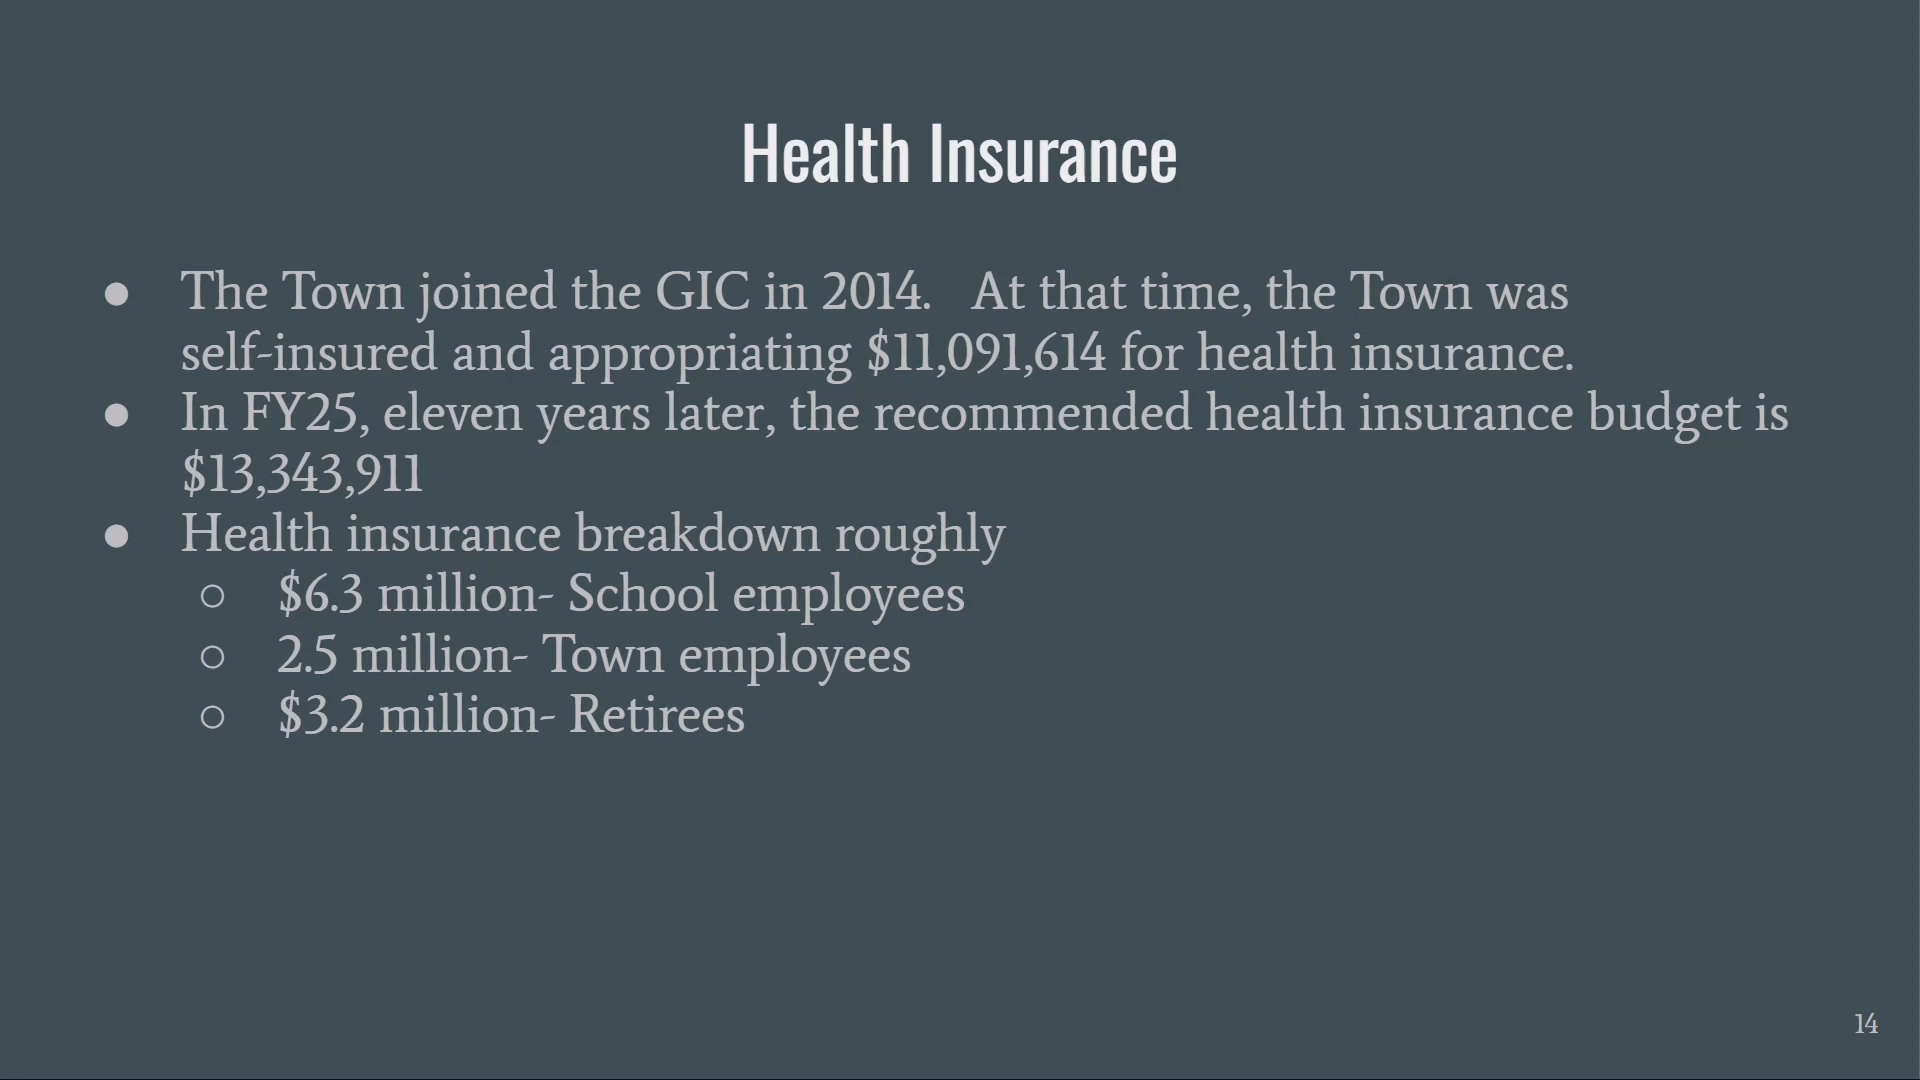 Health Insurance
● The Town joined the GIC in 2014.   At that time, the Town was
self-insured and appropriating $11,091,614 for health insurance.
● In FY25, eleven years later, the recommended health insurance budget is
$13,343,911
● Health insurance breakdown roughly
○ $6.3 million- School employees
○ 2.5 million- Town employees
○ $3.2 million- Retirees
14